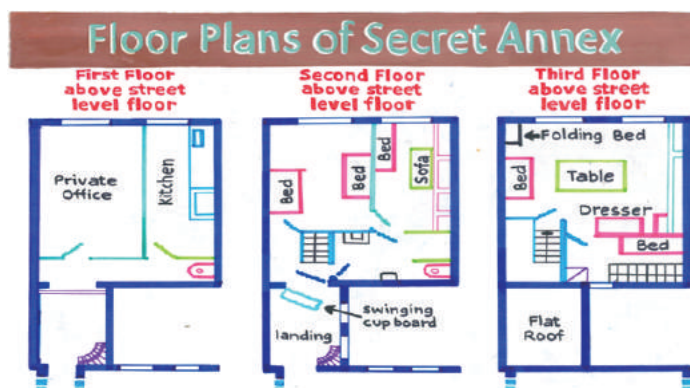 Floor Plans of Secret Annex
First Floor
above street
level floor
Private
Office
Kitchen
Second Floor
above street
level floor
Bed
Bed
Bed
Sofa
Swinging
cup board
landing
Third Floor
above street
level floor
Folding Bed
Bed
Table
Dresser
Bed
Flat
Roof